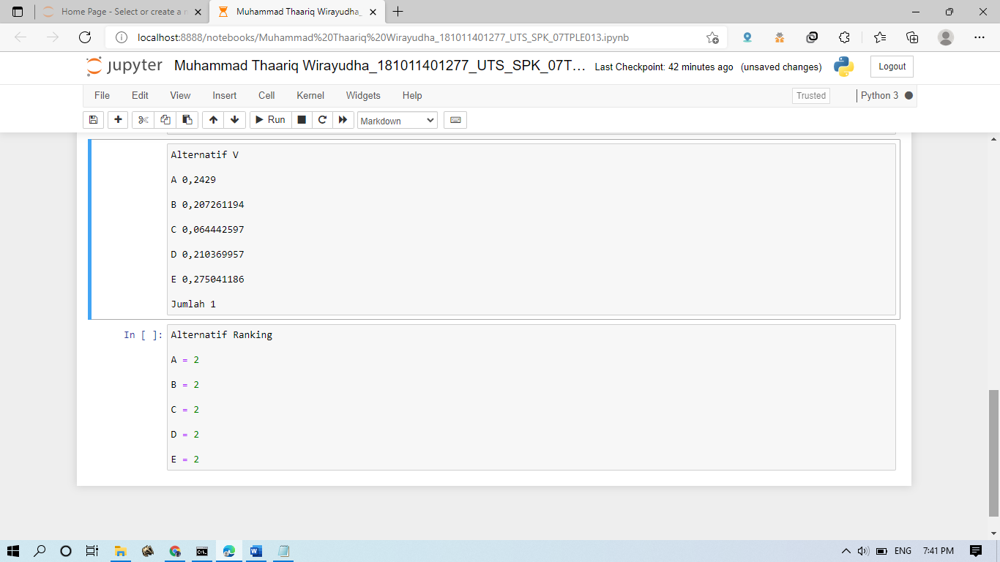 Home Page - Select or create a n
Muhammad Thaariq Wirayudha_
localhost:8888/notebooks/Muhammad%20Thaariq%20Wirayudha_181011401277_UTS_SPK_07TPLE013.ipynb
jupyter Muhammad Thaariq Wirayudha_181011401277_UTS_SPK_07T... Last Checkpoint: 42 minutes ago (unsaved changes) Logout
File Edit View Insert Cell Kernel Widgets Help Trusted Python 3
Run Markdown
Alternatif V
A 0,2429
B 0,207261194
C 0,064442597
D 0,210369957
E 0,275041186
Jumlah 1
In [ ]: Alternatif Ranking
A = 2
B = 2
C = 2
D = 2
E = 2
ENG 7:41 PM